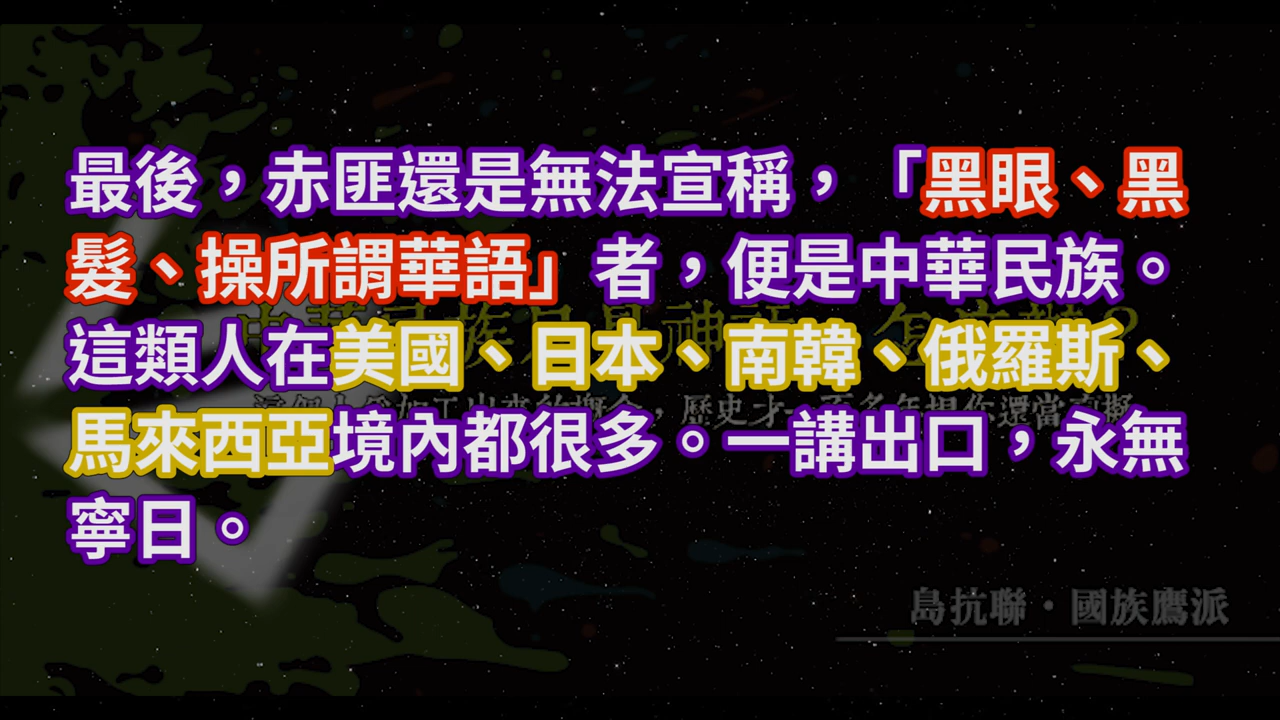 最後，赤匪還是無法宣稱，「黑眼、黑
髮、操所謂華語」者，便是中華民族。
這類人在美國、日本、南韓、俄羅斯、
馬來西亞境內都很多。一講出口，永無
寧日。
島抗聯・國族鷹派